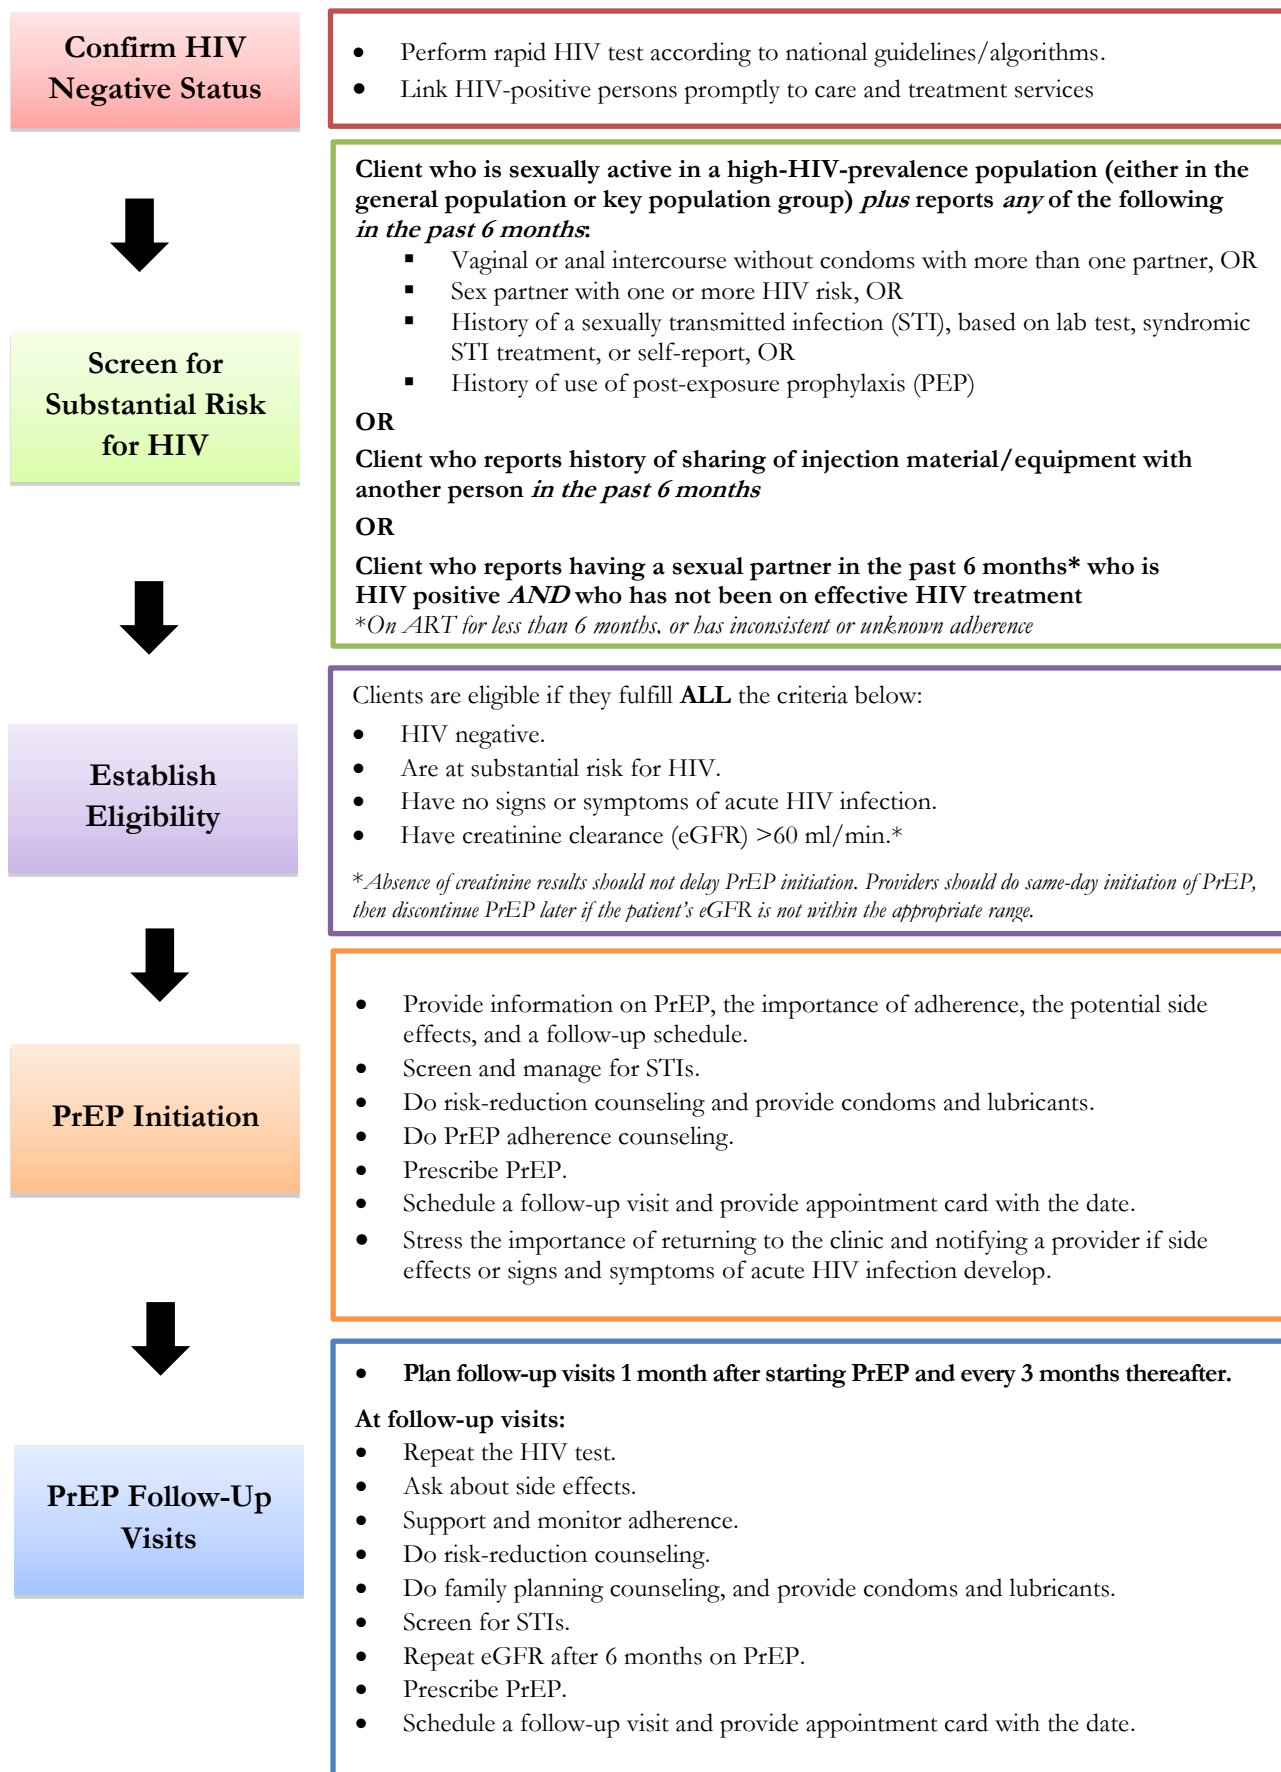 Confirm HIV
Negative Status
• Perform rapid HIV test according to national guidelines/algorithms.
• Link HIV-positive persons promptly to care and treatment services
Screen for
Substantial Risk
for HIV
Client who is sexually active in a high-HIV-prevalence population (either in the
general population or key population group) plus reports any of the following
in the past 6 months:
▪ Vaginal or anal intercourse without condoms with more than one partner, OR
▪ Sex partner with one or more HIV risk, OR
▪ History of a sexually transmitted infection (STI), based on lab test, syndromic
STI treatment, or self-report, OR
▪ History of use of post-exposure prophylaxis (PEP)
OR
Client who reports history of sharing of injection material/equipment with
another person in the past 6 months
OR
Client who reports having a sexual partner in the past 6 months* who is
HIV positive AND who has not been on effective HIV treatment
*On ART for less than 6 months, or has inconsistent or unknown adherence
Establish
Eligibility
Clients are eligible if they fulfill ALL the criteria below:
• HIV negative.
• Are at substantial risk for HIV.
• Have no signs or symptoms of acute HIV infection.
• Have creatinine clearance (eGFR) >60 ml/min.*
*Absence of creatinine results should not delay PrEP initiation. Providers should do same-day initiation of PrEP,
then discontinue PrEP later if the patient's eGFR is not within the appropriate range.
PrEP Initiation
• Provide information on PrEP, the importance of adherence, the potential side
effects, and a follow-up schedule.
• Screen and manage for STIs.
• Do risk-reduction counseling and provide condoms and lubricants.
• Do PrEP adherence counseling.
• Prescribe PrEP.
• Schedule a follow-up visit and provide appointment card with the date.
• Stress the importance of returning to the clinic and notifying a provider if side
effects or signs and symptoms of acute HIV infection develop.
PrEP Follow-Up
Visits
• Plan follow-up visits 1 month after starting PrEP and every 3 months thereafter.
At follow-up visits:
• Repeat the HIV test.
• Ask about side effects.
• Support and monitor adherence.
• Do risk-reduction counseling.
• Do family planning counseling, and provide condoms and lubricants.
• Screen for STIs.
• Repeat eGFR after 6 months on PrEP.
• Prescribe PrEP.
• Schedule a follow-up visit and provide appointment card with the date.